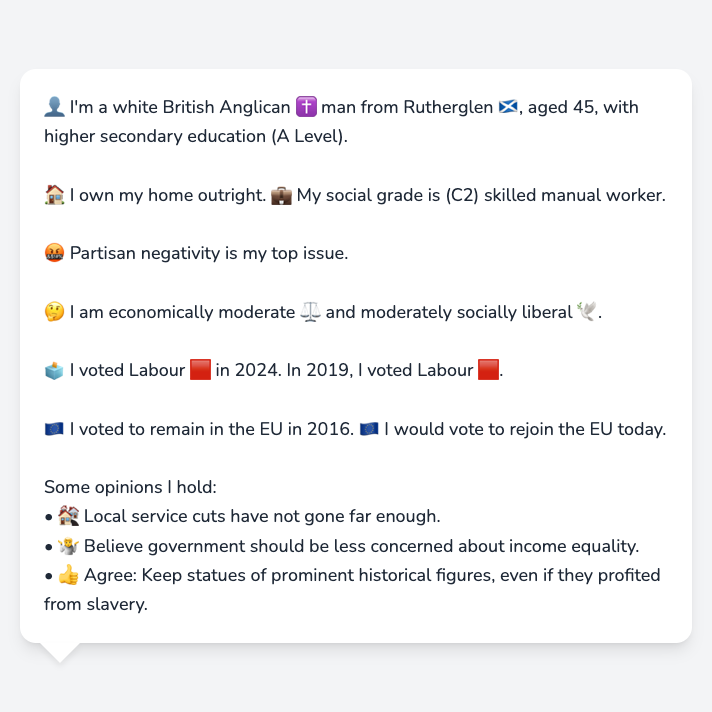 👤 I'm a white British Anglican ✝️ man from Rutherglen 🏴󠁧󠁢󠁳󠁣󠁴󠁿, aged 45, with
higher secondary education (A Level).
🏠 I own my home outright. 💼 My social grade is (C2) skilled manual worker.
🤬 Partisan negativity is my top issue.
🤔 I am economically moderate ⚖️ and moderately socially liberal 🕊️.
🗳️ I voted Labour 🟥 in 2024. In 2019, I voted Labour 🟥.
🇪🇺 I voted to remain in the EU in 2016. 🇪🇺 I would vote to rejoin the EU today.
Some opinions I hold:
• 🏚️ Local service cuts have not gone far enough.
• 🤷 Believe government should be less concerned about income equality.
• 👍 Agree: Keep statues of prominent historical figures, even if they profited
from slavery.